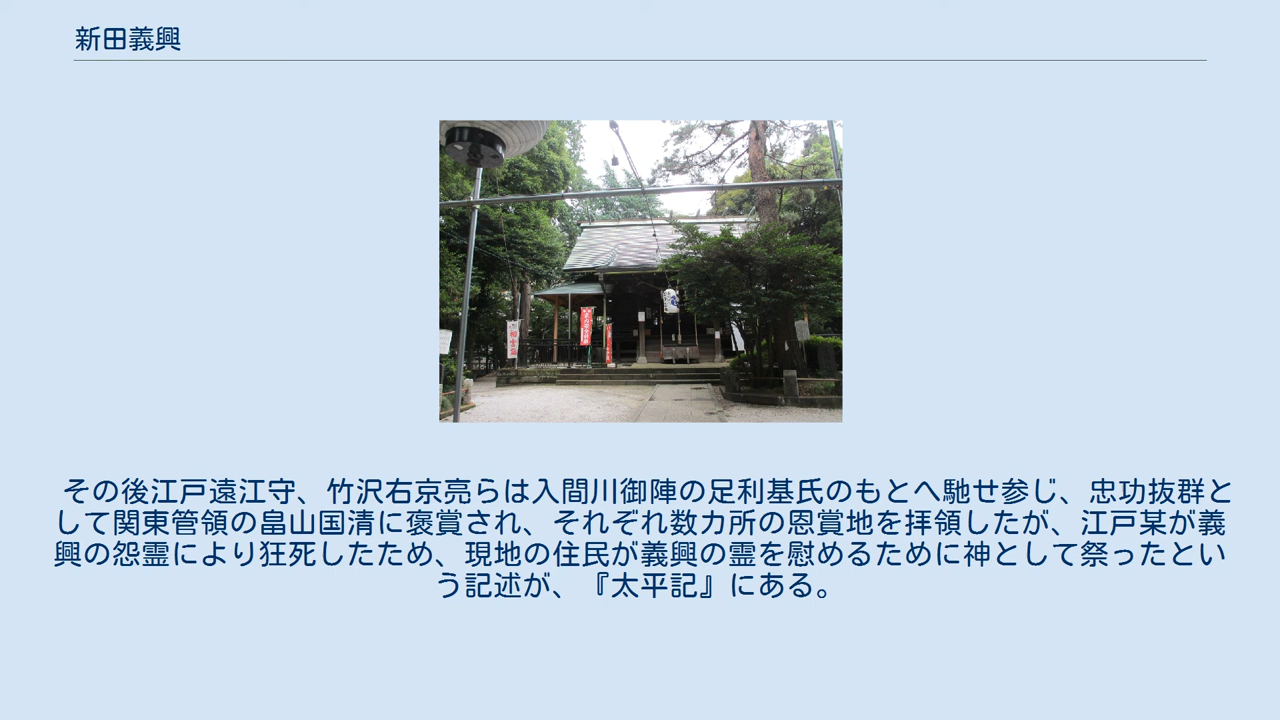 新田義興
その後江戸遠江守、竹沢右京亮らは入間川御陣の足利基氏のもとへ馳せ参じ、忠功抜群と
して関東管領の畠山国清に褒賞され、それぞれ数カ所の恩賞地を拝領したが、江戸某が義
興の怨霊により狂死したため、現地の住民が義興の霊を慰めるために神として祭ったとい
う記述が、『太平記』にある。